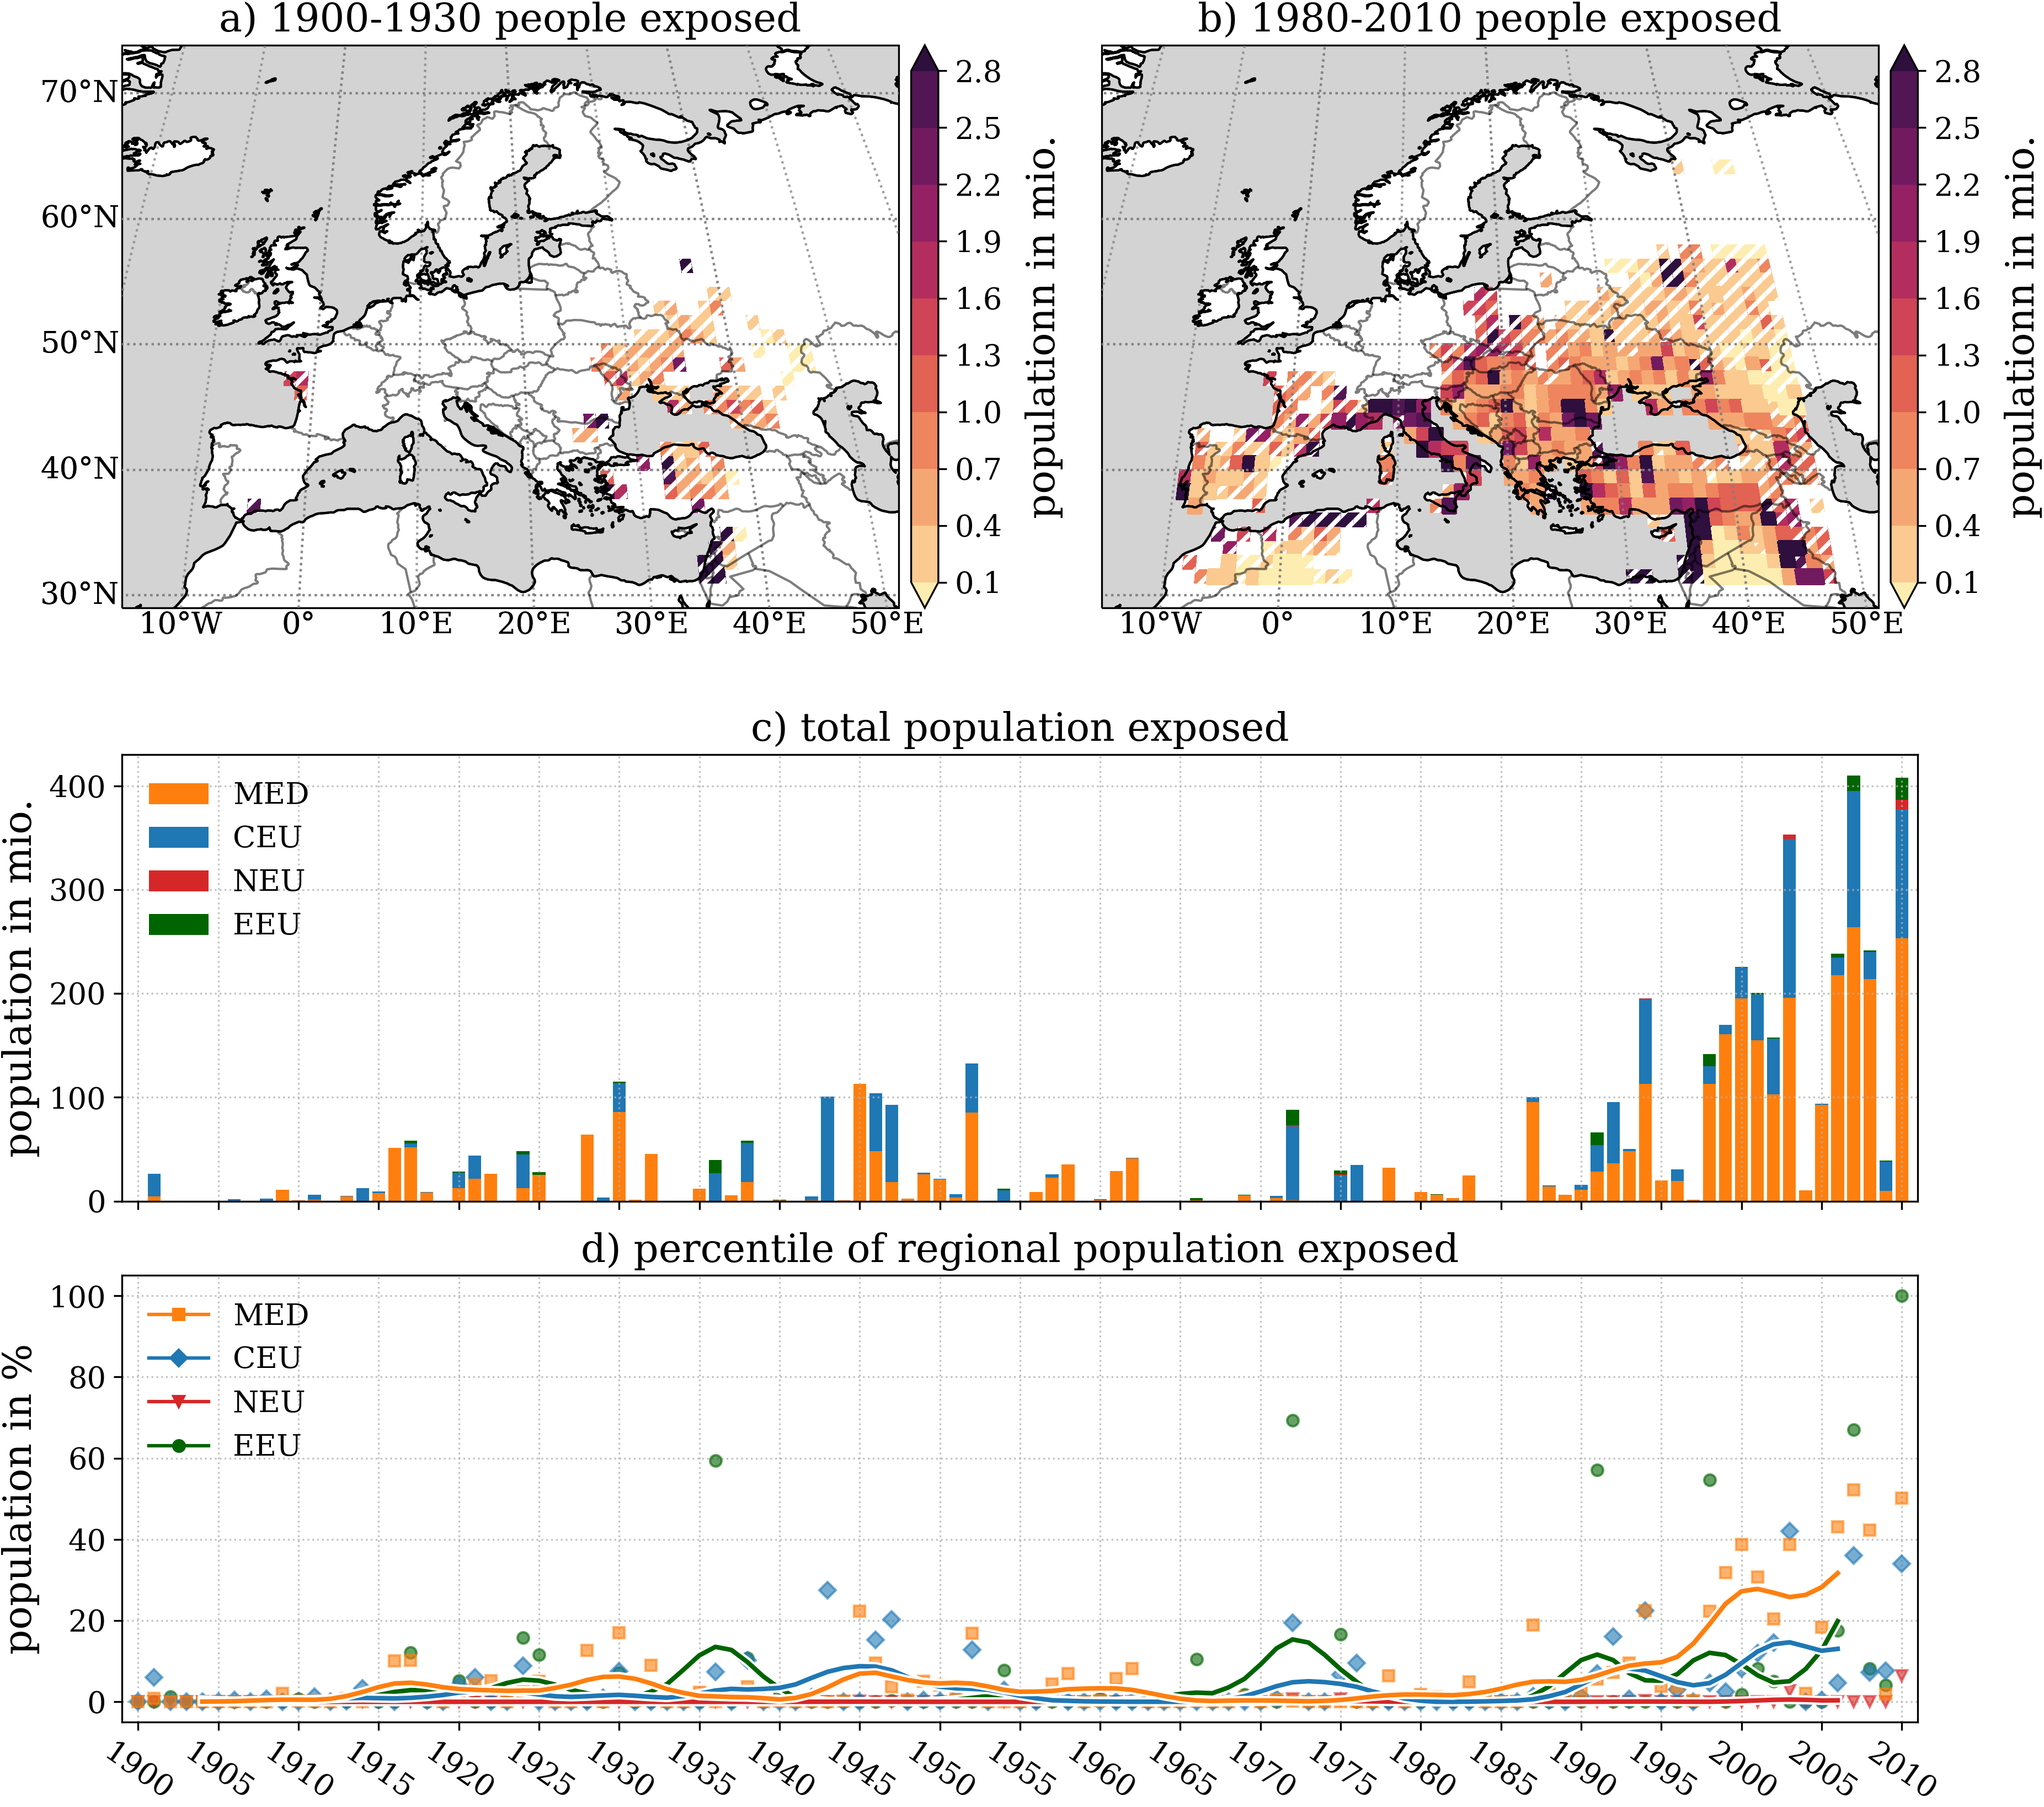 a) 1900-1930 people exposed
70°N
60°N
50°N
40°N
30°N
10°W 0° 10°E 20°E 30°E 40°E 50°E
2.8
2.5
2.2
1.9
1.6
1.3
1.0
0.7
0.4
0.1
populationn in mio.
b) 1980-2010 people exposed
10°W 0° 10°E 20°E 30°E 40°E 50°E
2.8
2.5
2.2
1.9
1.6
1.3
1.0
0.7
0.4
0.1
populationn in mio.
c) total population exposed
population in mio.
400
300
200
100
0
MED
CEU
NEU
EEU
d) percentile of regional population exposed
population in %
100
80
60
40
20
0
MED
CEU
NEU
EEU
1900 1905 1910 1915 1920 1925 1930 1935 1940 1945 1950 1955 1960 1965 1970 1975 1980 1985 1990 1995 2000 2005 2010